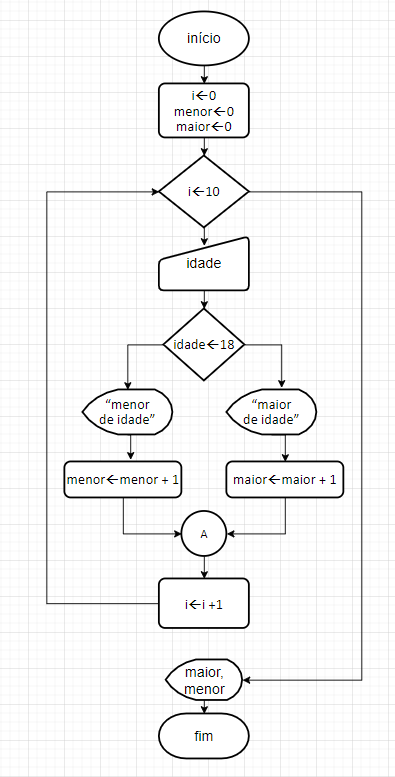 início
i←0
menor←0
maior←0
i←10
idade
idade←18
“menor
de idade”
“maior
de idade”
menor←menor + 1
maior←maior + 1
A
i←i +1
maior,
menor
fim